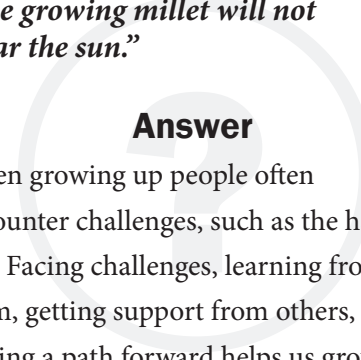 e growing millet will not
ar the sun.”
Answer
en growing up people often
ounter challenges, such as the h
Facing challenges, learning fro
m, getting support from others,
ing a path forward helps us gro